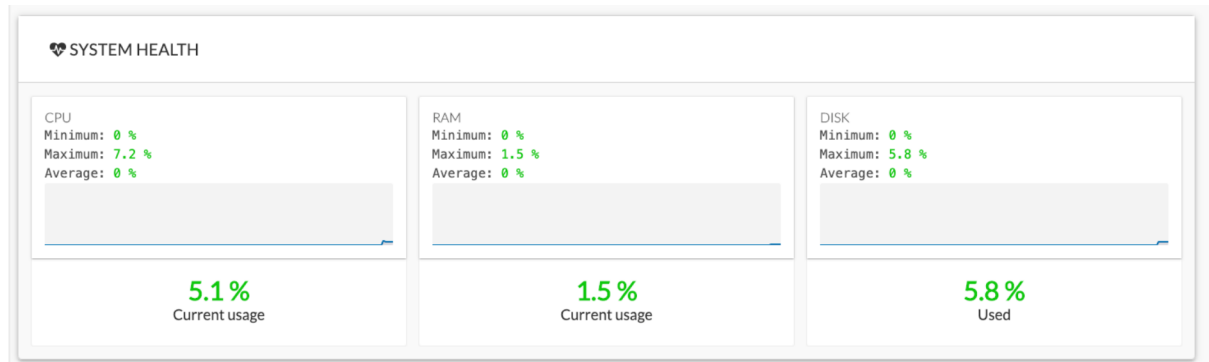 SYSTEM HEALTH
CPU
Minimum: 0 %
Maximum: 7.2 %
Average: 0 %
5.1 %
Current usage
RAM
Minimum: 0 %
Maximum: 1.5 %
Average: 0 %
1.5 %
Current usage
DISK
Minimum: 0 %
Maximum: 5.8 %
Average: 0 %
5.8 %
Used